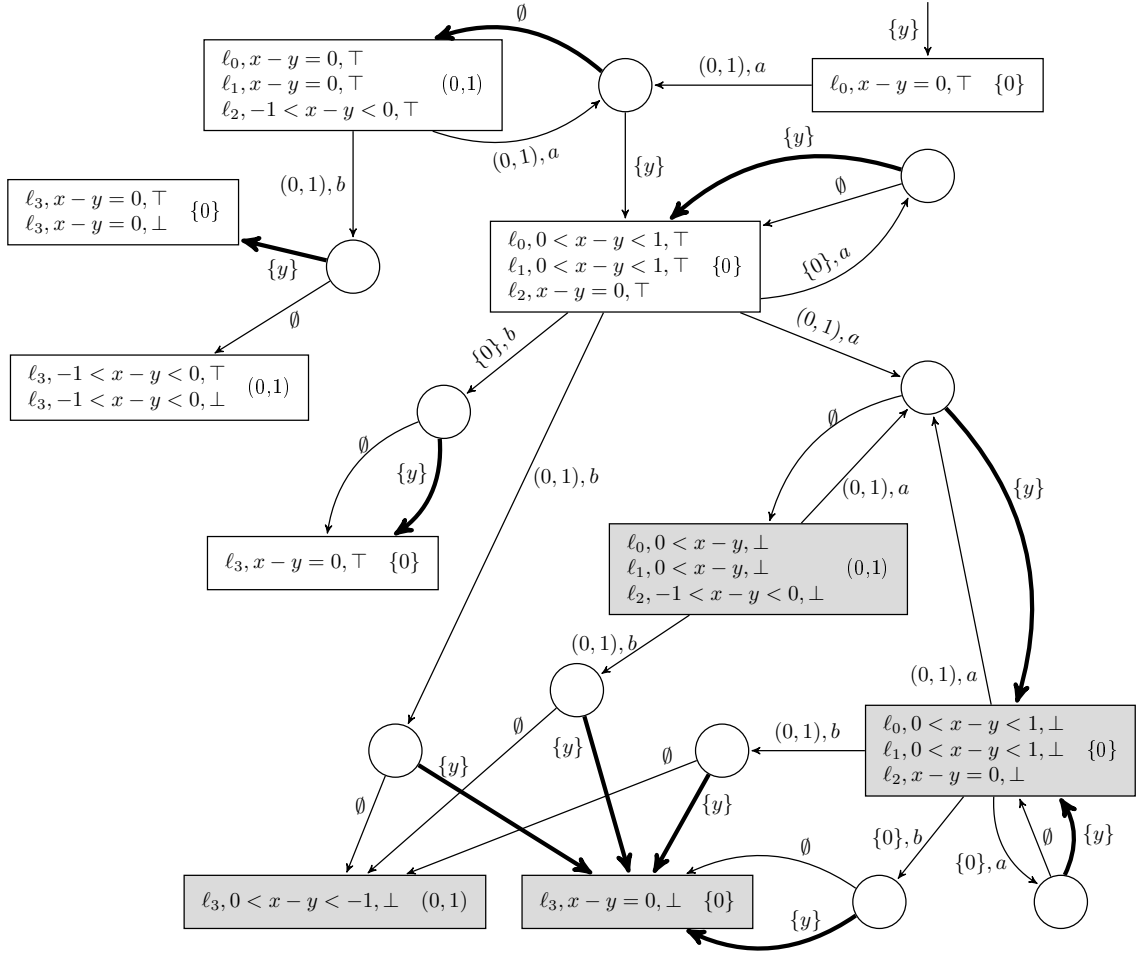 ∅
{y}
ℓ0, x − y = 0, ⊤
ℓ1, x − y = 0, ⊤ (0,1)
ℓ2, −1 < x − y < 0, ⊤
(0, 1), a
ℓ0, x − y = 0, ⊤ {0}
(0, 1), a
{y}
{y}
(0, 1), b
∅
ℓ3, x − y = 0, ⊤
ℓ3, x − y = 0, ⊥ {0}
{y}
ℓ0, 0 < x − y < 1, ⊤
ℓ1, 0 < x − y < 1, ⊤ {0}
ℓ2, x − y = 0, ⊤
{0}, a
∅
{0}, b
(0, 1), a
ℓ3, −1 < x − y < 0, ⊤
ℓ3, −1 < x − y < 0, ⊥ (0,1)
∅
∅
{y}
(0, 1), b
(0, 1), a
{y}
ℓ3, x − y = 0, ⊤ {0}
ℓ0, 0 < x − y, ⊥
ℓ1, 0 < x − y, ⊥ (0,1)
ℓ2, −1 < x − y < 0, ⊥
(0, 1), b
(0, 1), a
ℓ0, 0 < x − y < 1, ⊥
ℓ1, 0 < x − y < 1, ⊥ {0}
ℓ2, x − y = 0, ⊥
∅
{y}
(0, 1), b
{y}
∅
∅
{y}
{0}, b
∅
{y}
{0}, a
∅
ℓ3, 0 < x − y < −1, ⊥ (0, 1)
ℓ3, x − y = 0, ⊥ {0}
{y}